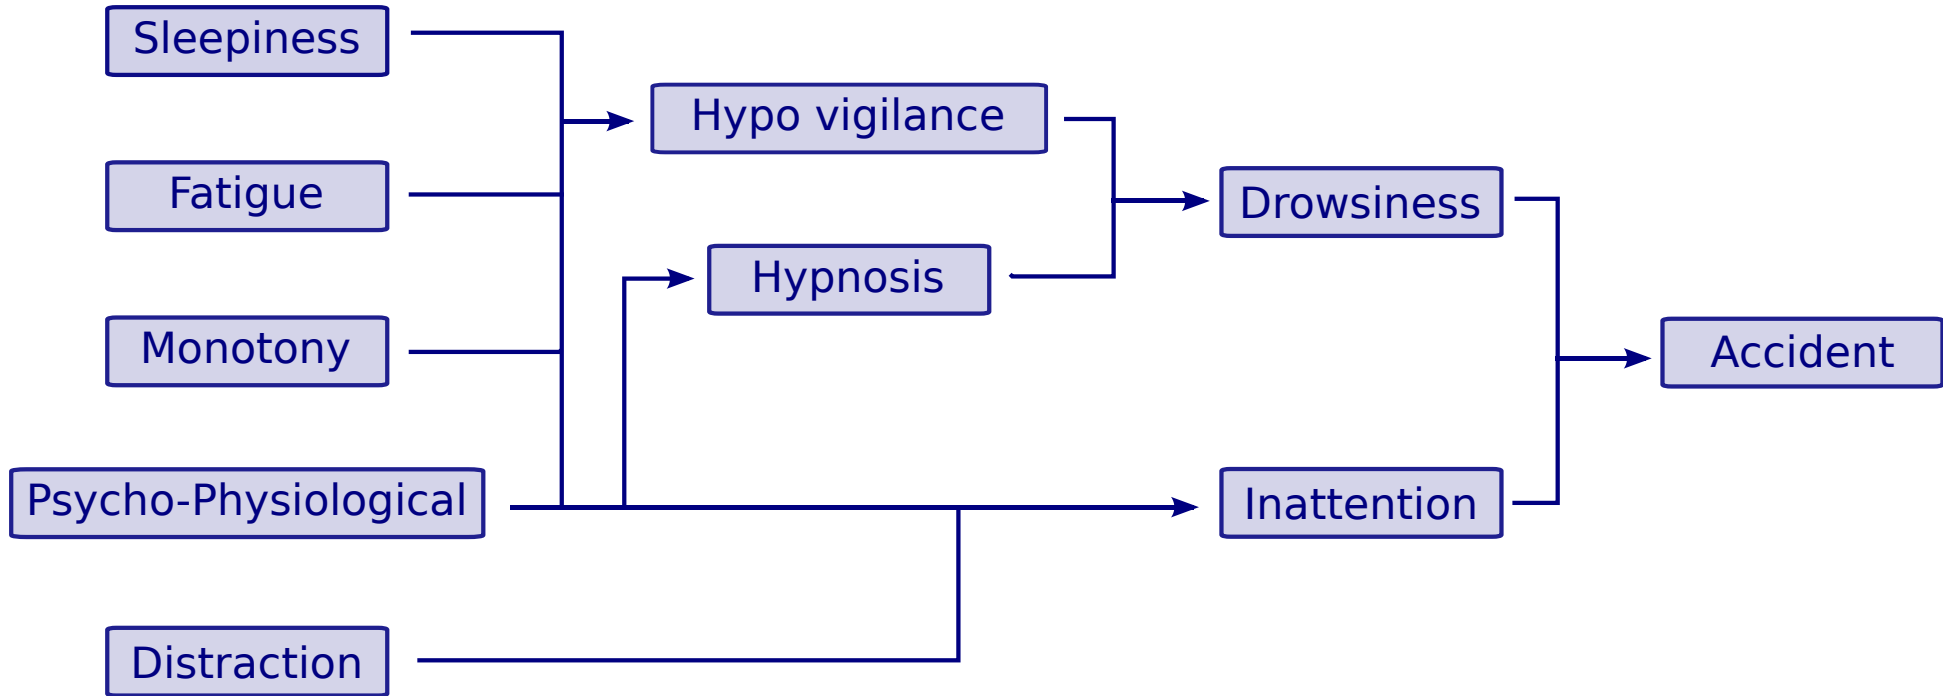 Sleepiness
Hypo vigilance
Fatigue
Drowsiness
Hypnosis
Monotony
Accident
Psycho-Physiological
Inattention
Distraction